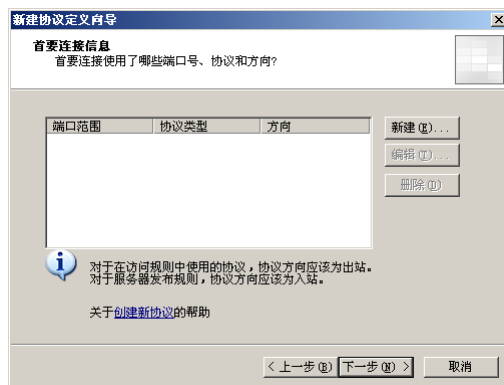 新建协议定义向导
首要连接信息
首要连接使用了哪些端口号、协议和方向?
端口范围 协议类型 方向
新建(E)...
编辑(T)...
删除(D)
对于在访问规则中使用的协议，协议方向应该为出站。
对于服务器发布规则，协议方向应该为入站。
关于创建新协议的帮助
< 上一步(B) 下一步(N) > 取消